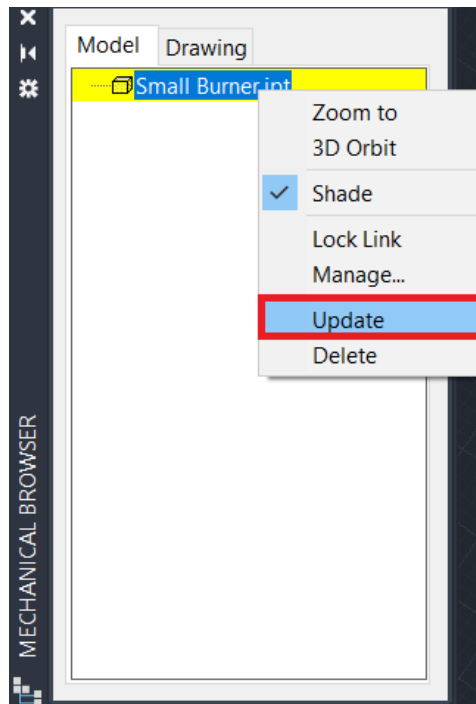 Model Drawing
Small Burner.ipt
Zoom to
3D Orbit
Shade
Lock Link
Manage...
Update
Delete
MECHANICAL BROWSER